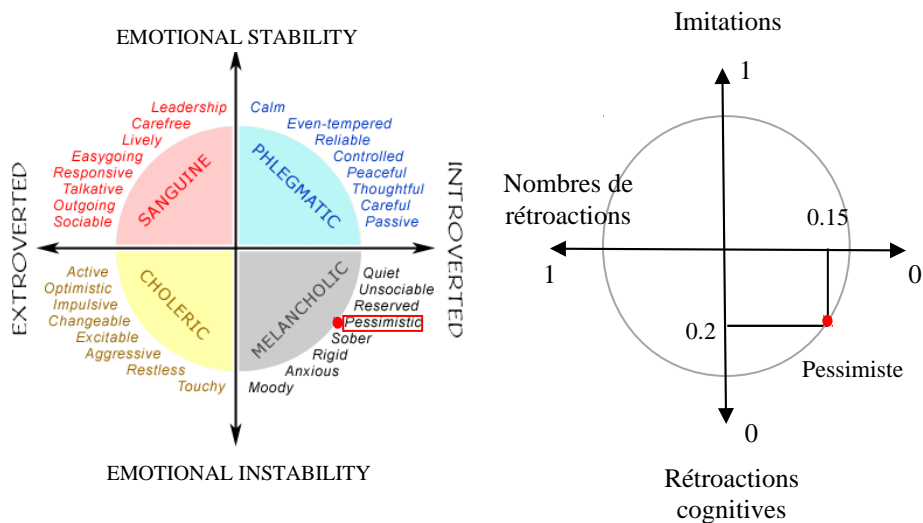 EMOTIONAL STABILITY
Leadership
Carefree
Lively
Easygoing
Responsive
Talkative
Outgoing
Sociable
SANGUINE
Calm
Even-tempered
Reliable
Controlled
Peaceful
Thoughtful
Careful
Passive
PHLEGMATIC
EXTROVERTED
INTROVERTED
Active
Optimistic
Impulsive
Changeable
Excitable
Aggressive
Restless
Touchy
CHOLERIC
MELANCHOLIC
Quiet
Unsociable
Reserved
Pessimistic
Sober
Rigid
Anxious
Moody
EMOTIONAL INSTABILITY
Imitations
1
Nombres de
rétroactions
0.15
1
0
0.2
Pessimiste
0
Rétroactions
cognitives